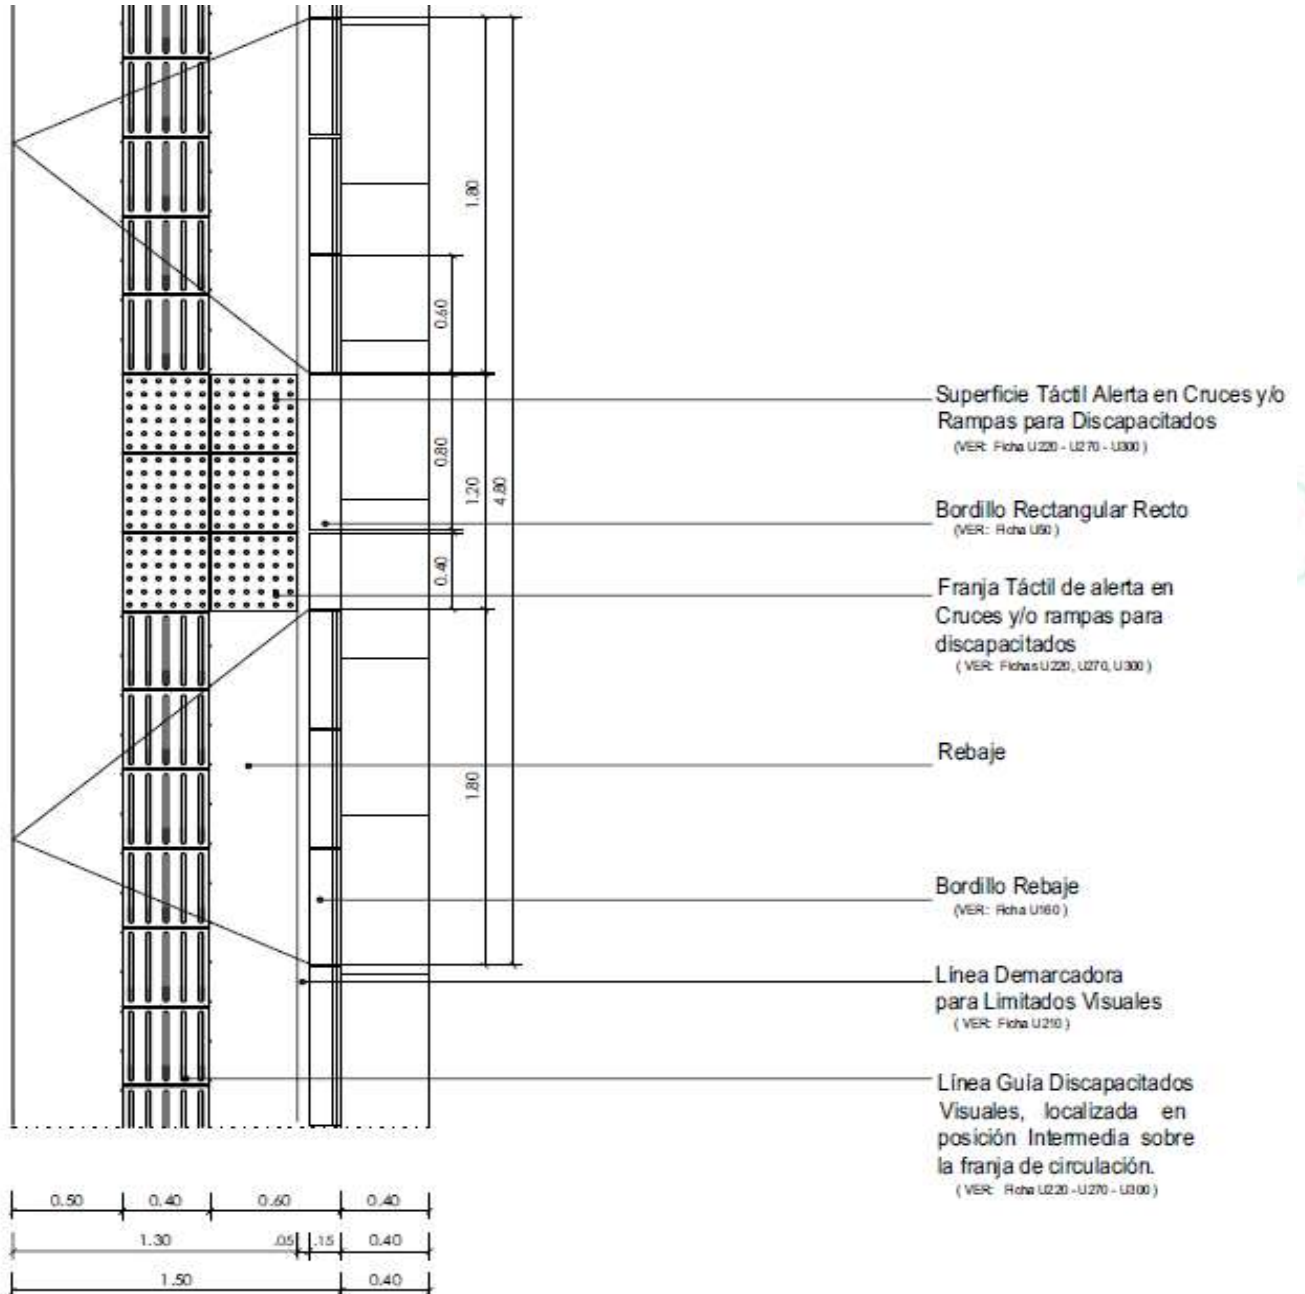 1.80
0.60
0.80
1.20
4.80
0.40
1.80
Superficie Táctil Alerta en Cruces y/o
Rampas para Discapacitados
(VER: Ficha U220 - U270 - U300 )
Bordillo Rectangular Recto
(VER: Ficha U50 )
Franja Táctil de alerta en
Cruces y/o rampas para
discapacitados
( VER: Fichas U220, U270, U300 )
Rebaje
Bordillo Rebaje
(VER: Ficha U160 )
Línea Demarcadora
para Limitados Visuales
( VER: Ficha U210 )
Línea Guía Discapacitados
Visuales, localizada en
posición Intermedia sobre
la franja de circulación.
( VER: Ficha U220 - U270 - U300 )
0.50 0.40 0.60 0.40
1.30 .05 .15 0.40
1.50 0.40